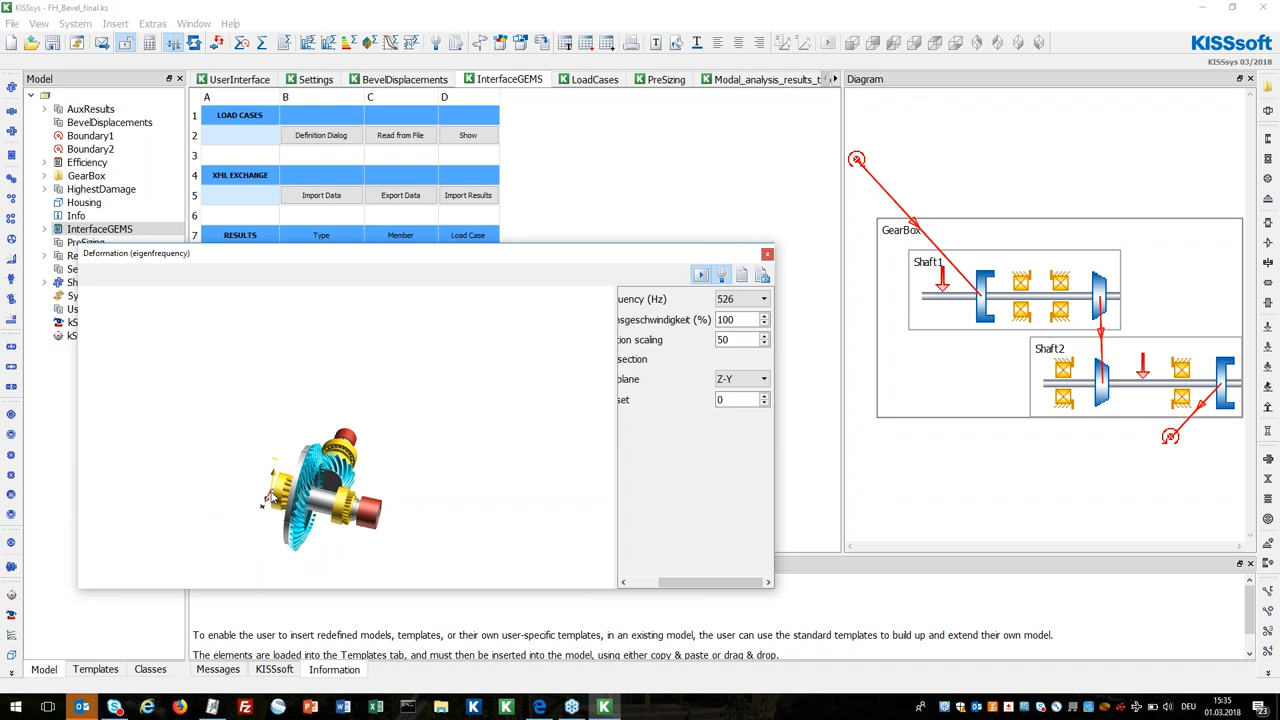 KISSsys - FH_Bevel_final.ks
File View System Insert Extras Windows Help
KISSsoft
KISSsys 03/2018
Model
UserInterface Settings BevelDisplacements InterfaceGEMS LoadCases PreSizing Modal_analysis_results_t
Diagram
AuxResults
BevelDisplacements
Boundary1
Boundary2
Efficiency
GearBox
HighestDamage
Housing
Info
InterfaceGEMS
PreSizing
A B C D
1 LOAD CASES
2 Definition Dialog Read from File Show
3
4 XML EXCHANGE
5 Import Data Export Data Import Results
6
7 RESULTS Type Member Load Case
Deformation (eigenfrequency)
uency (Hz) 526
nsgeschwindigkeit (%) 100
tion scaling 50
section
plane Z-Y
set 0
GearBox
Shaft1
Shaft2
To enable the user to insert redefined models, templates, or their own user-specific templates, in an existing model, the user can use the standard templates to build up and extend their own model.
The elements are loaded into the Templates tab, and must then be inserted into the model, using either copy & paste or drag & drop.
Model Templates Classes
Messages KISSsoft Information
DEU
15:35
01.03.2018